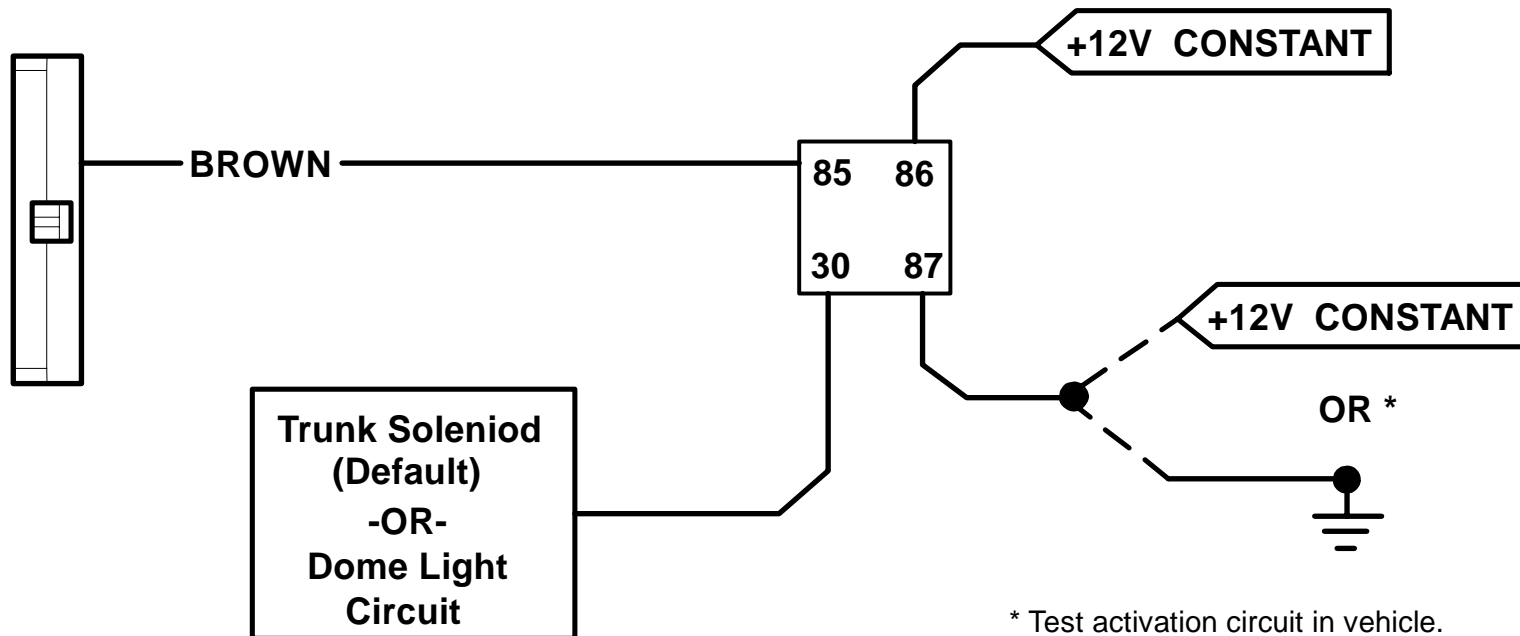 +12V CONSTANT
BROWN
85 86
30 87
+12V CONSTANT
OR *
Trunk Soleniod
(Default)
-OR-
Dome Light
Circuit
* Test activation circuit in vehicle.